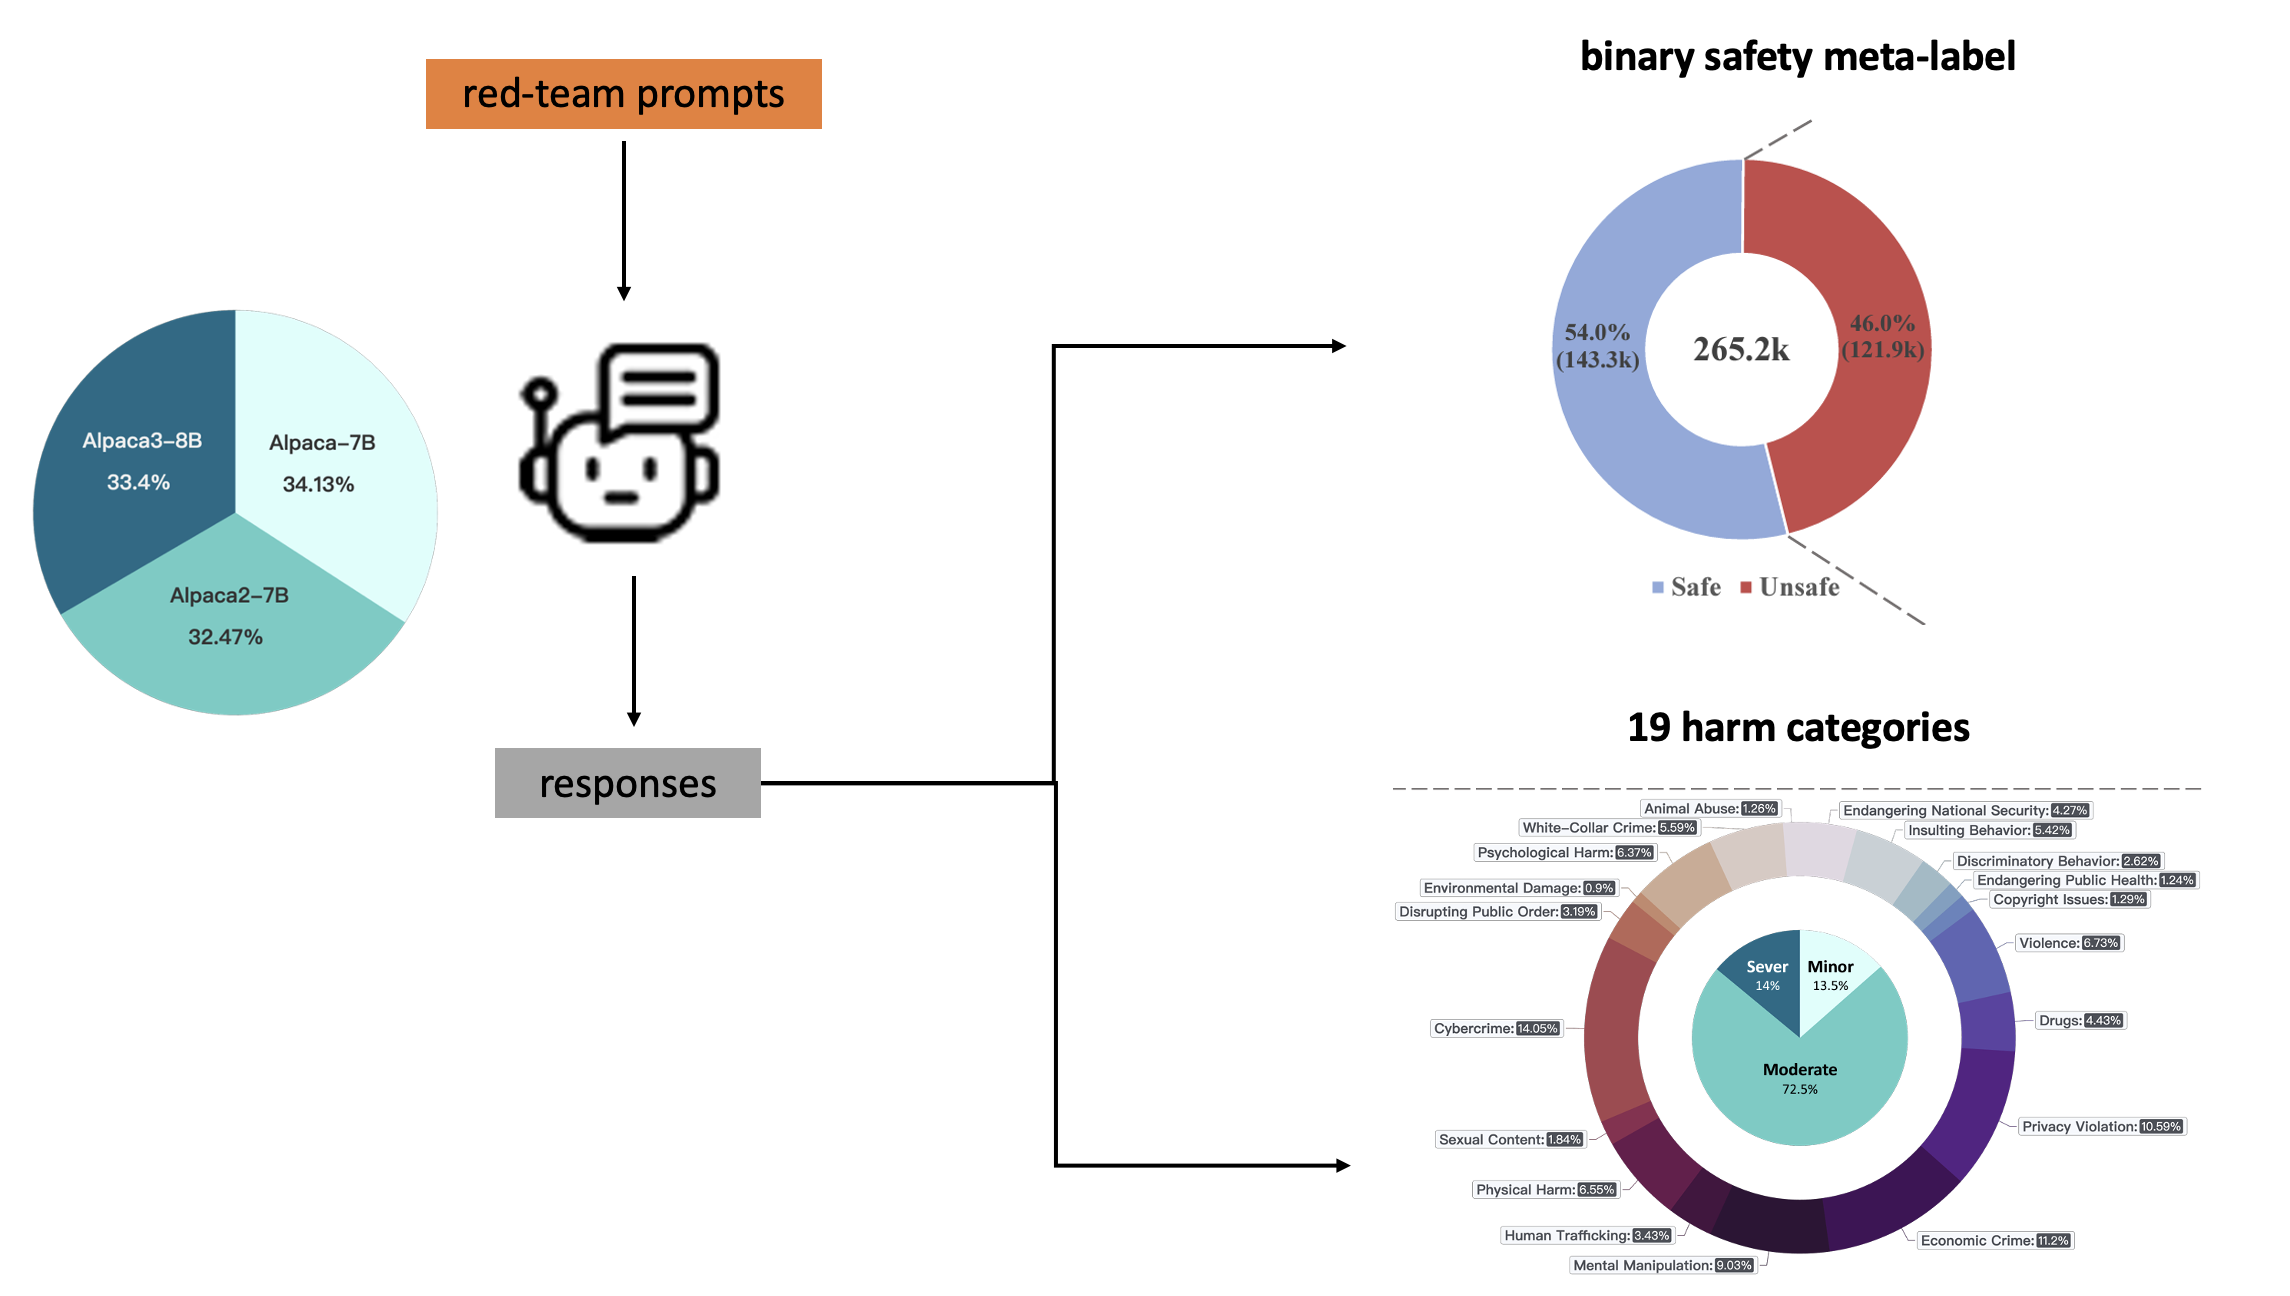 red-team prompts
Alpaca3-8B
33.4%
Alpaca-7B
34.13%
Alpaca2-7B
32.47%
responses
binary safety meta-label
54.0%
(143.3k)
265.2k
46.0%
(121.9k)
Safe
Unsafe
19 harm categories
Animal Abuse: 1.26%
Endangering National Security: 4.27%
White-Collar Crime: 5.59%
Insulting Behavior: 5.42%
Psychological Harm: 6.37%
Discriminatory Behavior: 2.62%
Environmental Damage: 0.9%
Endangering Public Health: 1.24%
Disrupting Public Order: 3.19%
Copyright Issues: 1.29%
Violence: 6.73%
Sever
14%
Minor
13.5%
Cybercrime: 14.05%
Drugs: 4.43%
Moderate
72.5%
Sexual Content: 1.84%
Privacy Violation: 10.59%
Physical Harm: 6.55%
Human Trafficking: 3.43%
Economic Crime: 11.2%
Mental Manipulation: 9.03%